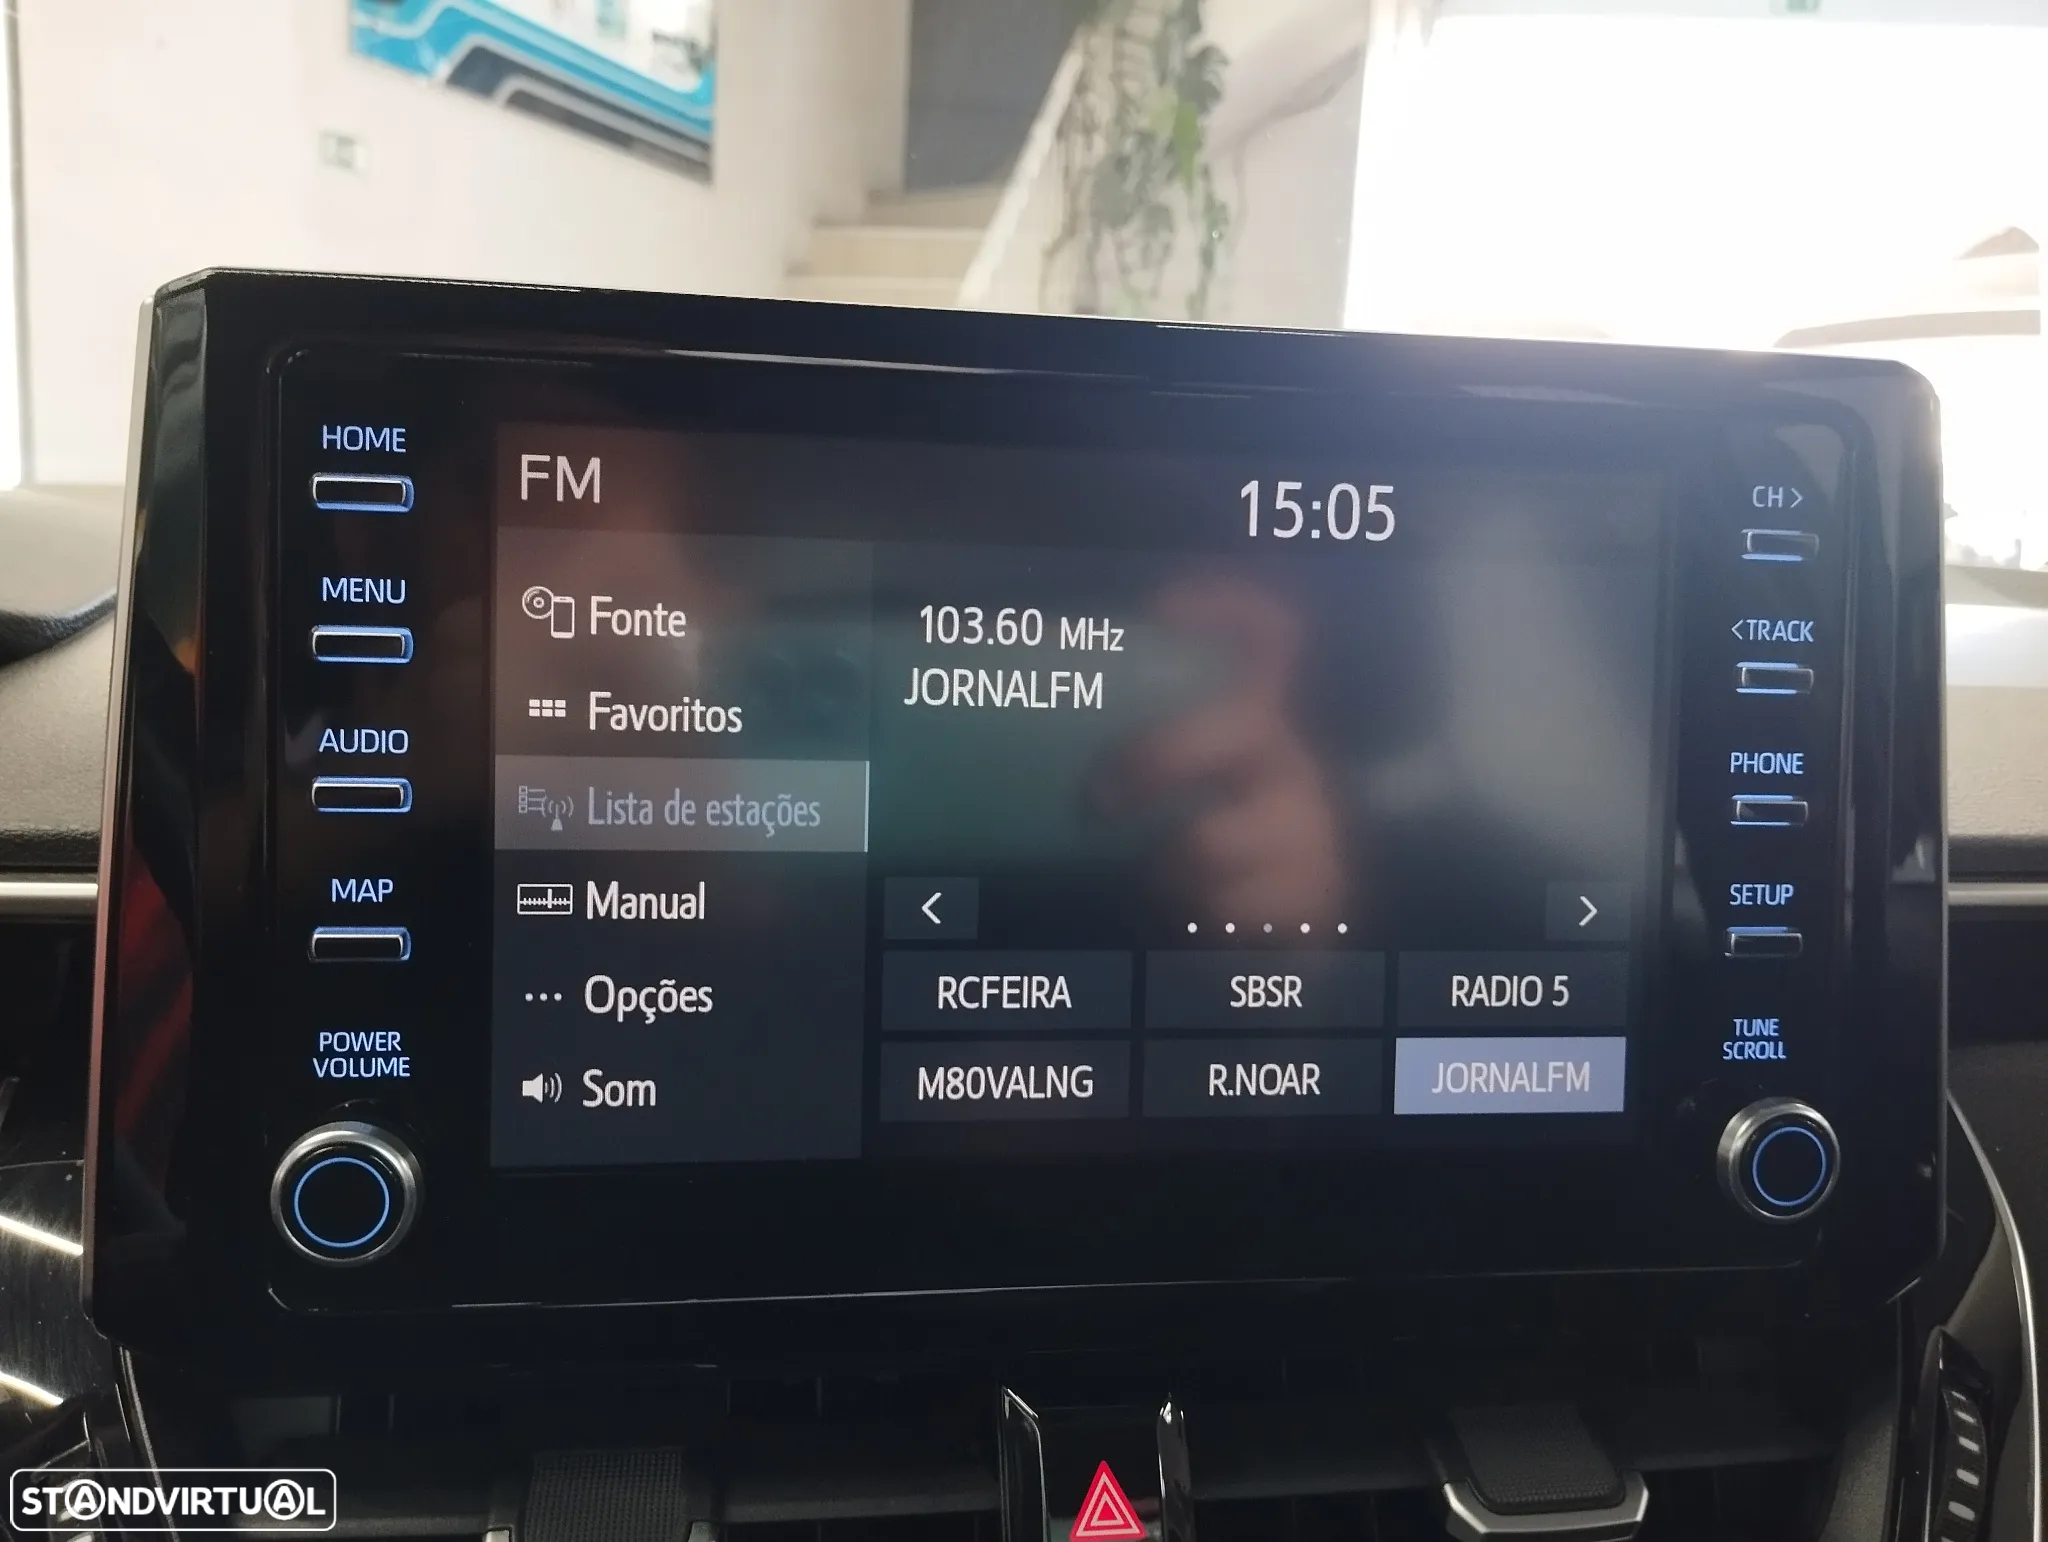 HOME
MENU
AUDIO
MAP
POWER
VOLUME
FM
15:05
Fonte
Favoritos
Lista de estações
Manual
Opções
Som
103.60 MHz
JORNALFM
<
>
RCFEIRA
SBSR
RADIO 5
M80VALNG
R.NOAR
JORNALFM
CH >
< TRACK
PHONE
SETUP
TUNE
SCROLL
STANDVIRTUAL